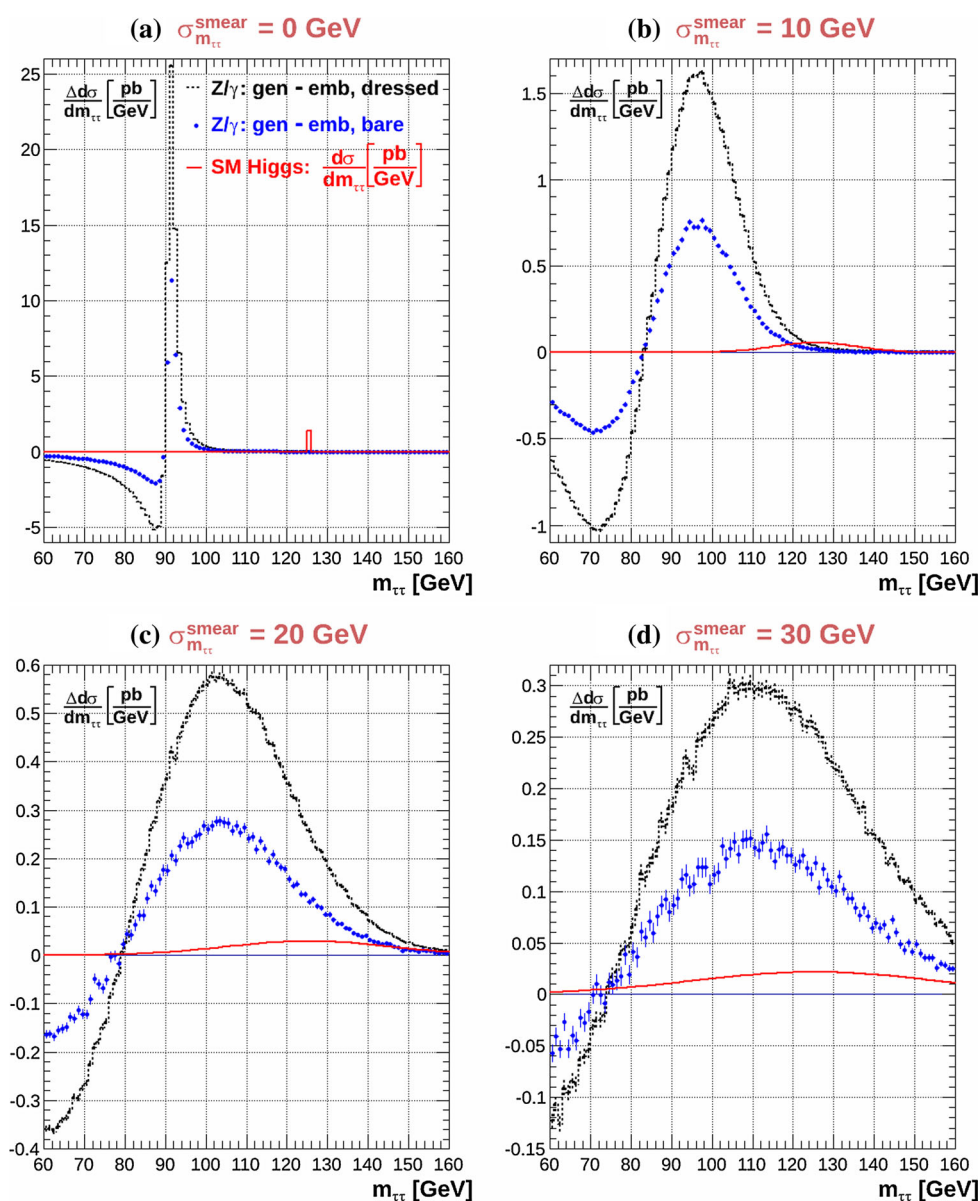 (a) σ^smear_mττ = 0 GeV
Δdσ/dmττ [pb/GeV]
Z/γ: gen - emb, dressed
Z/γ: gen - emb, bare
SM Higgs: dσ/dmττ [pb/GeV]
25
20
15
10
5
0
-5
60 70 80 90 100 110 120 130 140 150 160
mττ [GeV]
(b) σ^smear_mττ = 10 GeV
Δdσ/dmττ [pb/GeV]
1.5
1
0.5
0
-0.5
-1
60 70 80 90 100 110 120 130 140 150 160
mττ [GeV]
(c) σ^smear_mττ = 20 GeV
Δdσ/dmττ [pb/GeV]
0.6
0.5
0.4
0.3
0.2
0.1
0
-0.1
-0.2
-0.3
-0.4
60 70 80 90 100 110 120 130 140 150 160
mττ [GeV]
(d) σ^smear_mττ = 30 GeV
Δdσ/dmττ [pb/GeV]
0.3
0.25
0.2
0.15
0.1
0.05
0
-0.05
-0.1
-0.15
60 70 80 90 100 110 120 130 140 150 160
mττ [GeV]